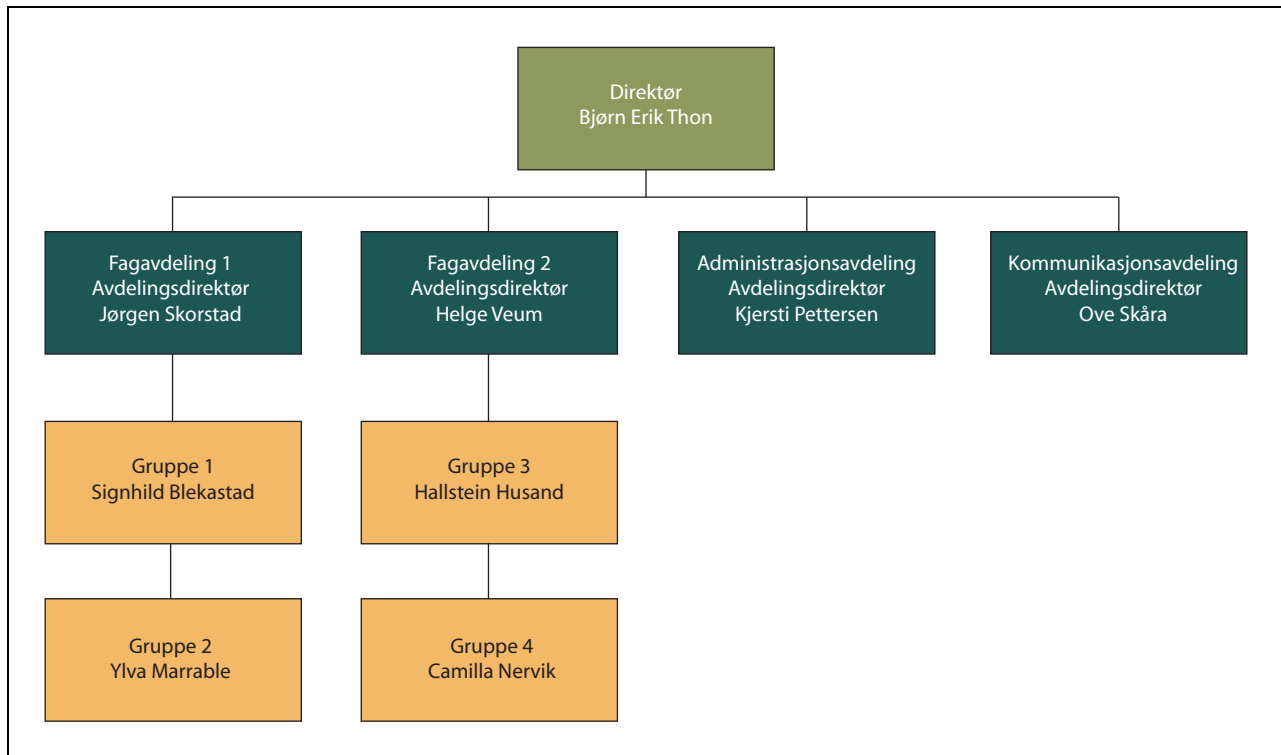 Direktør
Bjørn Erik Thon
Fagavdeling 1
Avdelingsdirektør
Jørgen Skorstad
Fagavdeling 2
Avdelingsdirektør
Helge Veum
Administrasjonsavdeling
Avdelingsdirektør
Kjersti Pettersen
Kommunikasjonsavdeling
Avdelingsdirektør
Ove Skåra
Gruppe 1
Signhild Blekastad
Gruppe 3
Hallstein Husand
Gruppe 2
Ylva Marrable
Gruppe 4
Camilla Nervik